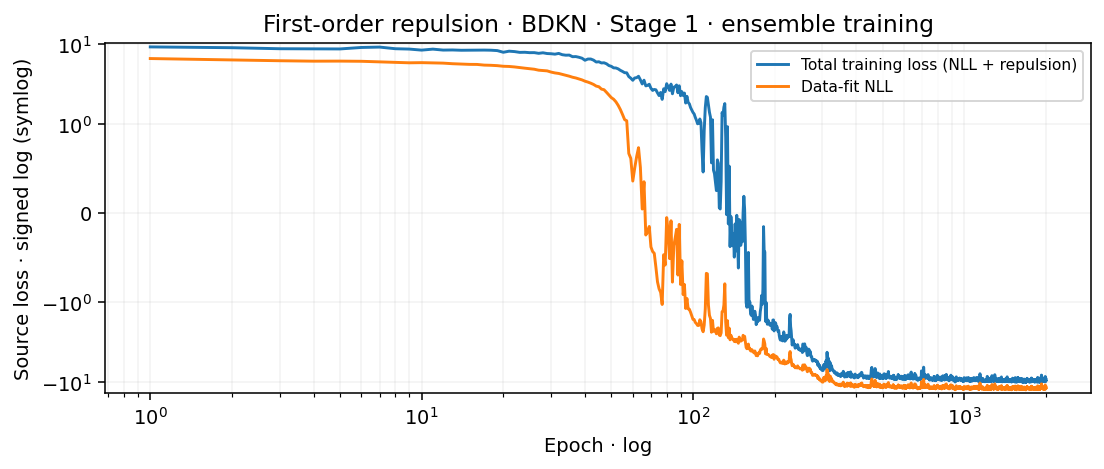 First-order repulsion · BDKN · Stage 1 · ensemble training
Source loss · signed log (symlog)
10¹
10⁰
0
−10⁰
−10¹
Total training loss (NLL + repulsion)
Data-fit NLL
10⁰ 10¹ 10² 10³
Epoch · log